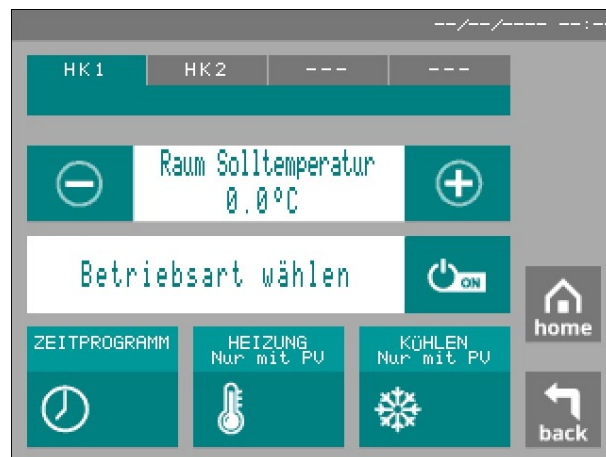 --/--/---- --:-
HK1 HK2 --- ---
Raum Solltemperatur
0.0°C
Betriebsart wählen
ON
ZEITPROGRAMM
HEIZUNG
Nur mit PV
KüHLEN
Nur mit PV
home
back